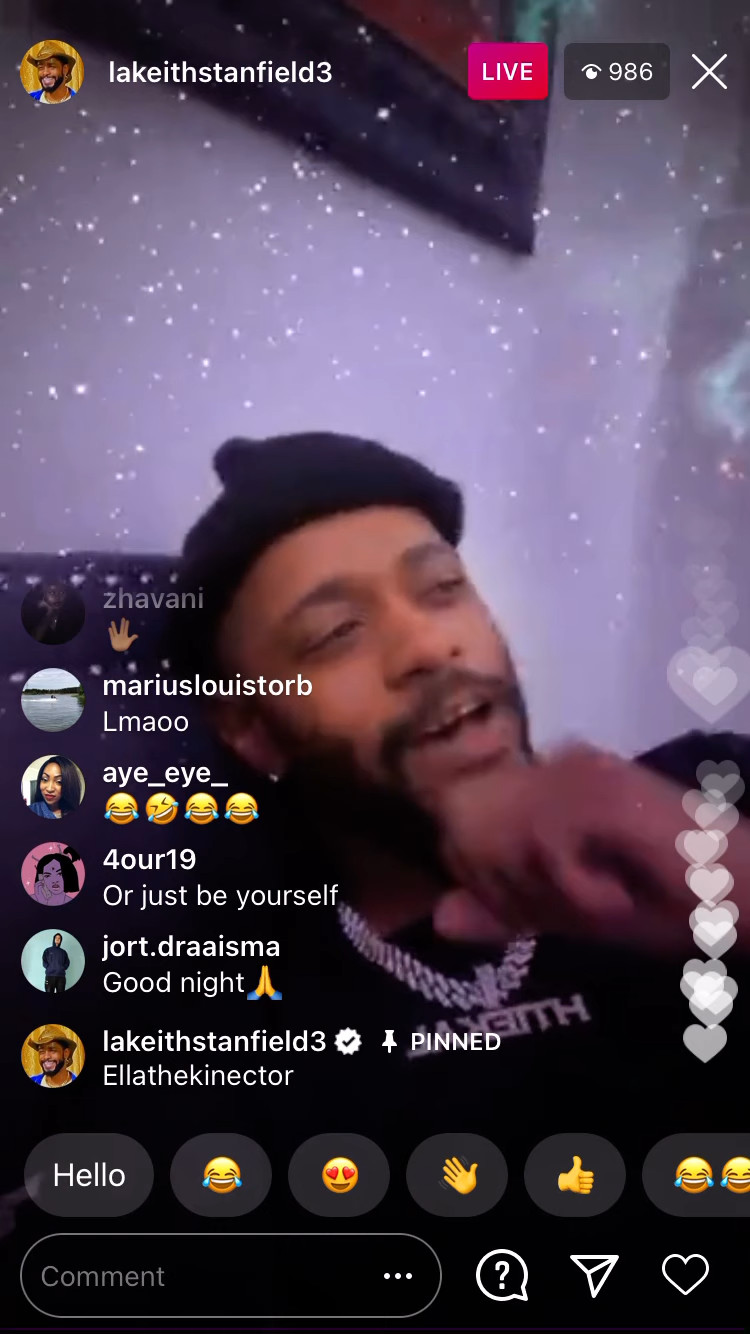 lakeithstanfield3
LIVE
986
zhavani
mariuslouistorb
Lmaoo
aye_eye_
4our19
Or just be yourself
jort.draaisma
Good night
lakeithstanfield3 PINNED
Ellathekinector
Hello
Comment